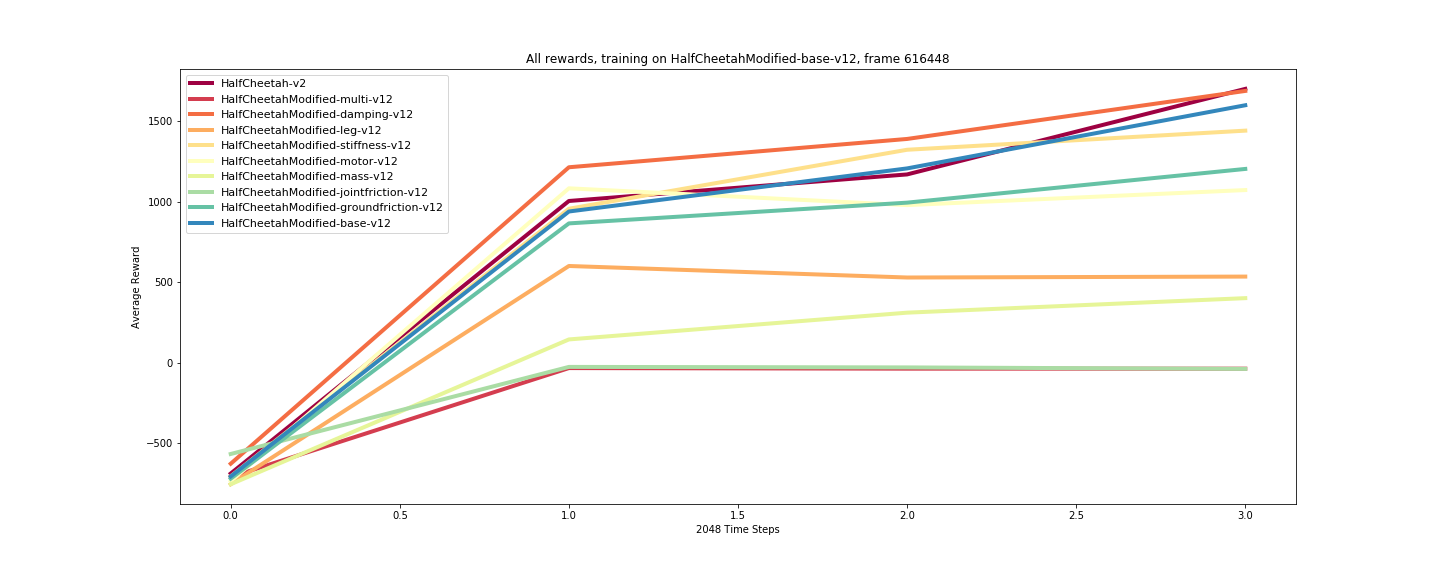 All rewards, training on HalfCheetahModified-base-v12, frame 616448
HalfCheetah-v2
HalfCheetahModified-multi-v12
HalfCheetahModified-damping-v12
HalfCheetahModified-leg-v12
HalfCheetahModified-stiffness-v12
HalfCheetahModified-motor-v12
HalfCheetahModified-mass-v12
HalfCheetahModified-jointfriction-v12
HalfCheetahModified-groundfriction-v12
HalfCheetahModified-base-v12
Average Reward
1500
1000
500
0
−500
0.0 0.5 1.0 1.5 2.0 2.5 3.0
2048 Time Steps